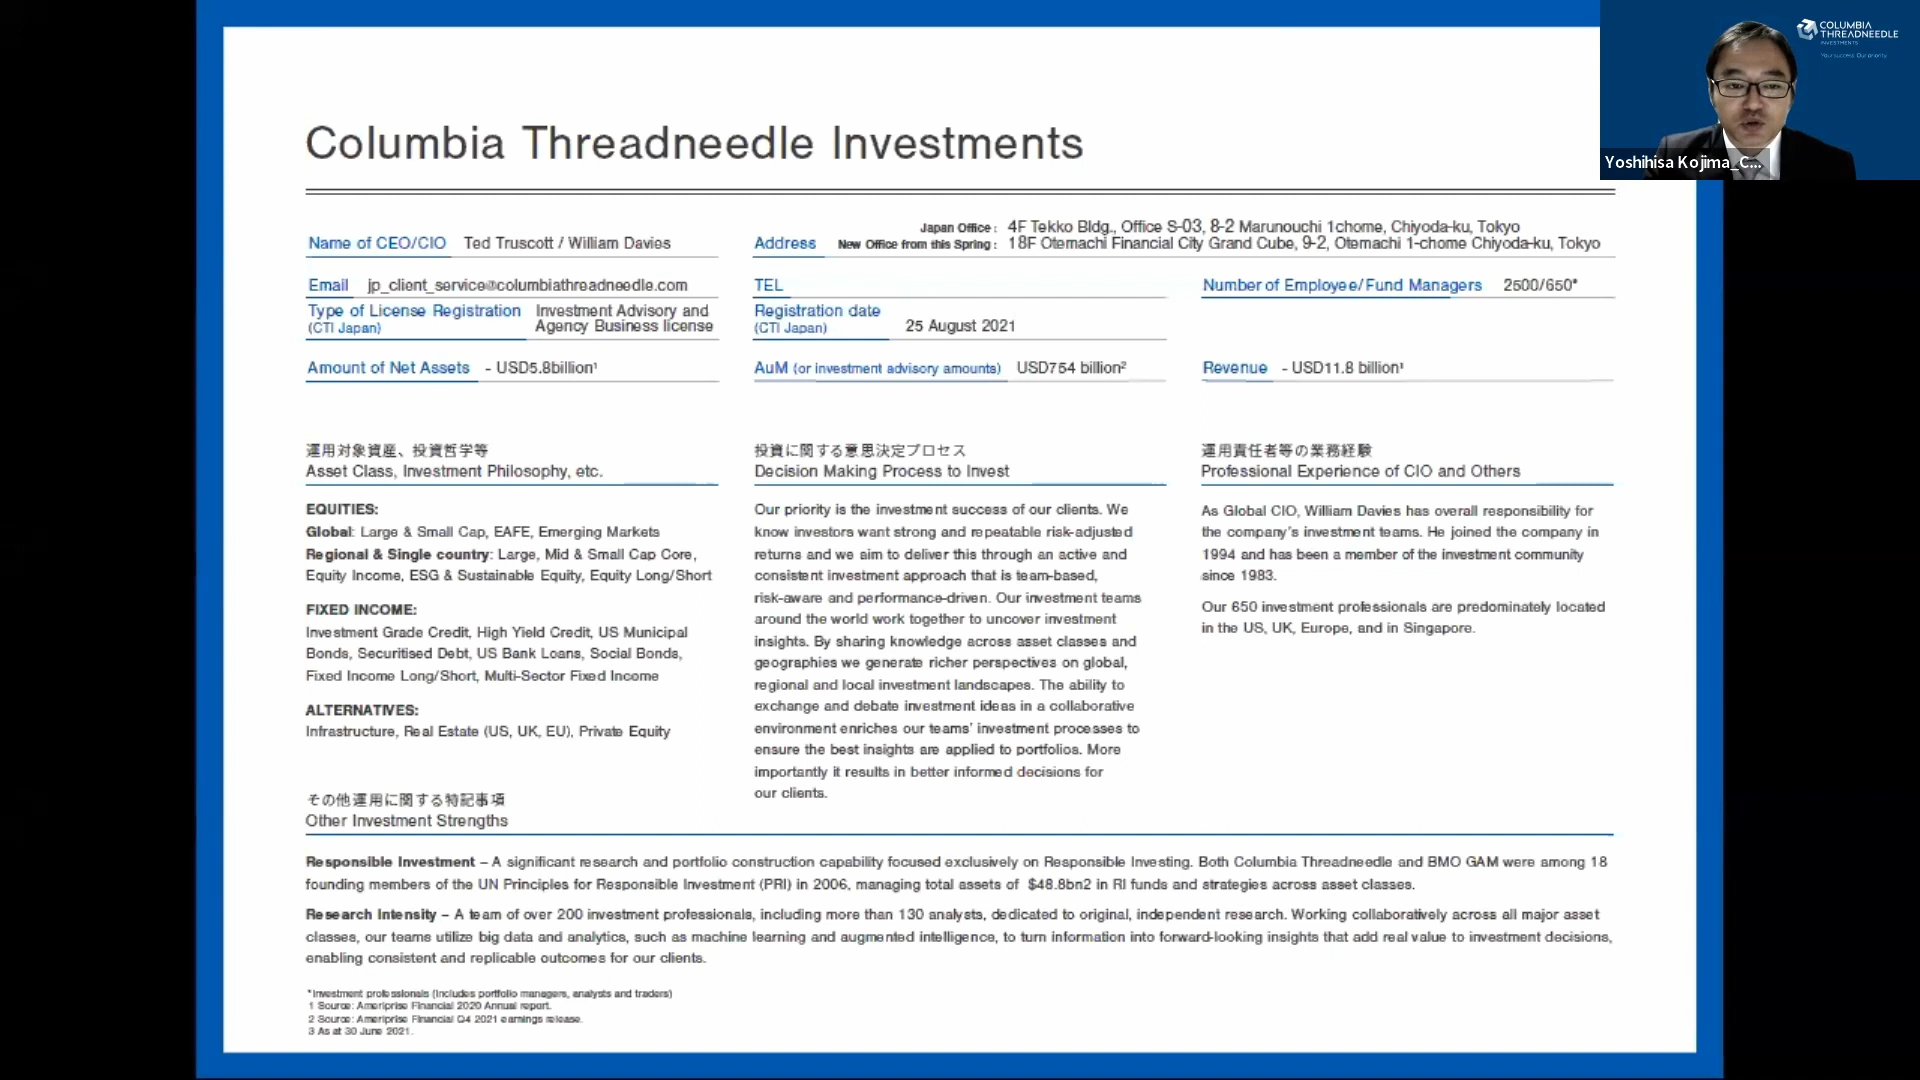 COLUMBIA
THREADNEEDLE
INVESTMENTS
Your success. Our priority.
Yoshihisa Kojima_C...
Columbia Threadneedle Investments
Name of CEO/CIO Ted Truscott / William Davies
Address
Japan Office : 4F Tekko Bldg., Office S-03, 8-2 Marunouchi 1chome, Chiyoda-ku, Tokyo
New Office from this Spring : 18F Otemachi Financial City Grand Cube, 9-2, Otemachi 1-chome Chiyoda-ku, Tokyo
Email jp_client_service@columbiathreadneedle.com
TEL
Number of Employee/Fund Managers 2500/650*
Type of License Registration
(CTI Japan)
Investment Advisory and
Agency Business license
Registration date
(CTI Japan)
25 August 2021
Amount of Net Assets - USD5.8billion¹
AuM (or investment advisory amounts) USD754 billion²
Revenue - USD11.8 billion¹
運用対象資産、投資哲学等
Asset Class, Investment Philosophy, etc.
EQUITIES:
Global: Large & Small Cap, EAFE, Emerging Markets
Regional & Single country: Large, Mid & Small Cap Core,
Equity Income, ESG & Sustainable Equity, Equity Long/Short
FIXED INCOME:
Investment Grade Credit, High Yield Credit, US Municipal
Bonds, Securitised Debt, US Bank Loans, Social Bonds,
Fixed Income Long/Short, Multi-Sector Fixed Income
ALTERNATIVES:
Infrastructure, Real Estate (US, UK, EU), Private Equity
投資に関する意思決定プロセス
Decision Making Process to Invest
Our priority is the investment success of our clients. We
know investors want strong and repeatable risk-adjusted
returns and we aim to deliver this through an active and
consistent investment approach that is team-based,
risk-aware and performance-driven. Our investment teams
around the world work together to uncover investment
insights. By sharing knowledge across asset classes and
geographies we generate richer perspectives on global,
regional and local investment landscapes. The ability to
exchange and debate investment ideas in a collaborative
environment enriches our teams' investment processes to
ensure the best insights are applied to portfolios. More
importantly it results in better informed decisions for
our clients.
運用責任者等の業務経験
Professional Experience of CIO and Others
As Global CIO, William Davies has overall responsibility for
the company's investment teams. He joined the company in
1994 and has been a member of the investment community
since 1983.
Our 650 investment professionals are predominately located
in the US, UK, Europe, and in Singapore.
その他運用に関する特記事項
Other Investment Strengths
Responsible Investment – A significant research and portfolio construction capability focused exclusively on Responsible Investing. Both Columbia Threadneedle and BMO GAM were among 18
founding members of the UN Principles for Responsible Investment (PRI) in 2006, managing total assets of $48.8bn2 in RI funds and strategies across asset classes.
Research Intensity – A team of over 200 investment professionals, including more than 130 analysts, dedicated to original, independent research. Working collaboratively across all major asset
classes, our teams utilize big data and analytics, such as machine learning and augmented intelligence, to turn information into forward-looking insights that add real value to investment decisions,
enabling consistent and replicable outcomes for our clients.
*Investment professionals (includes portfolio managers, analysts and traders)
1 Source: Ameriprise Financial 2020 Annual report.
2 Source: Ameriprise Financial Q4 2021 earnings release.
3 As at 30 June 2021.